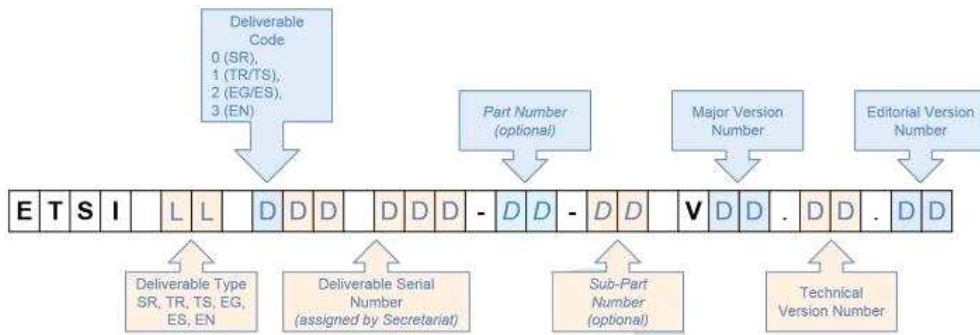 Deliverable
Code
0 (SR),
1 (TR/TS),
2 (EG/ES),
3 (EN)
Part Number
(optional)
Major Version
Number
Editorial Version
Number
E T S I L L D D D D D D - D D - D D V D D . D D . D D
Deliverable Type
SR, TR, TS, EG,
ES, EN
Deliverable Serial
Number
(assigned by Secretariat)
Sub-Part
Number
(optional)
Technical
Version Number